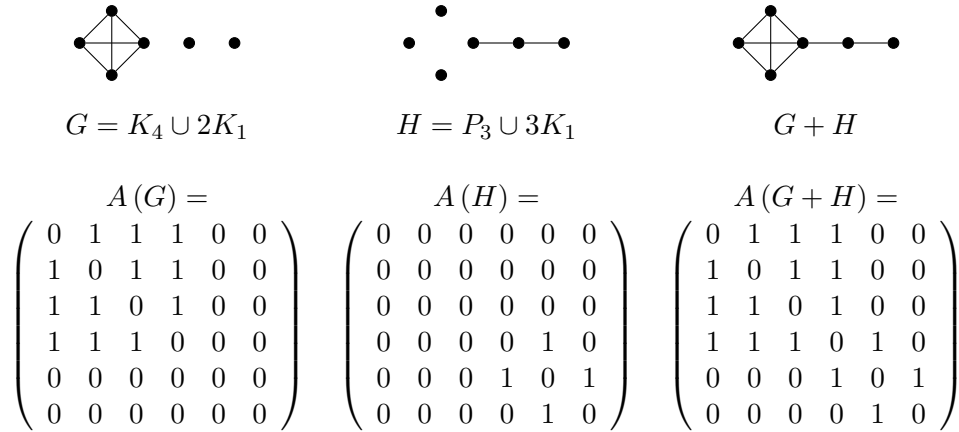 G = K₄ ∪ 2K₁ H = P₃ ∪ 3K₁ G + H
A (G) = A (H) = A (G + H) =
0 1 1 1 0 0 0 0 0 0 0 0 0 1 1 1 0 0
1 0 1 1 0 0 0 0 0 0 0 0 1 0 1 1 0 0
1 1 0 1 0 0 0 0 0 0 0 0 1 1 0 1 0 0
1 1 1 0 0 0 0 0 0 0 1 0 1 1 1 0 1 0
0 0 0 0 0 0 0 0 0 1 0 1 0 0 0 1 0 1
0 0 0 0 0 0 0 0 0 0 1 0 0 0 0 0 1 0